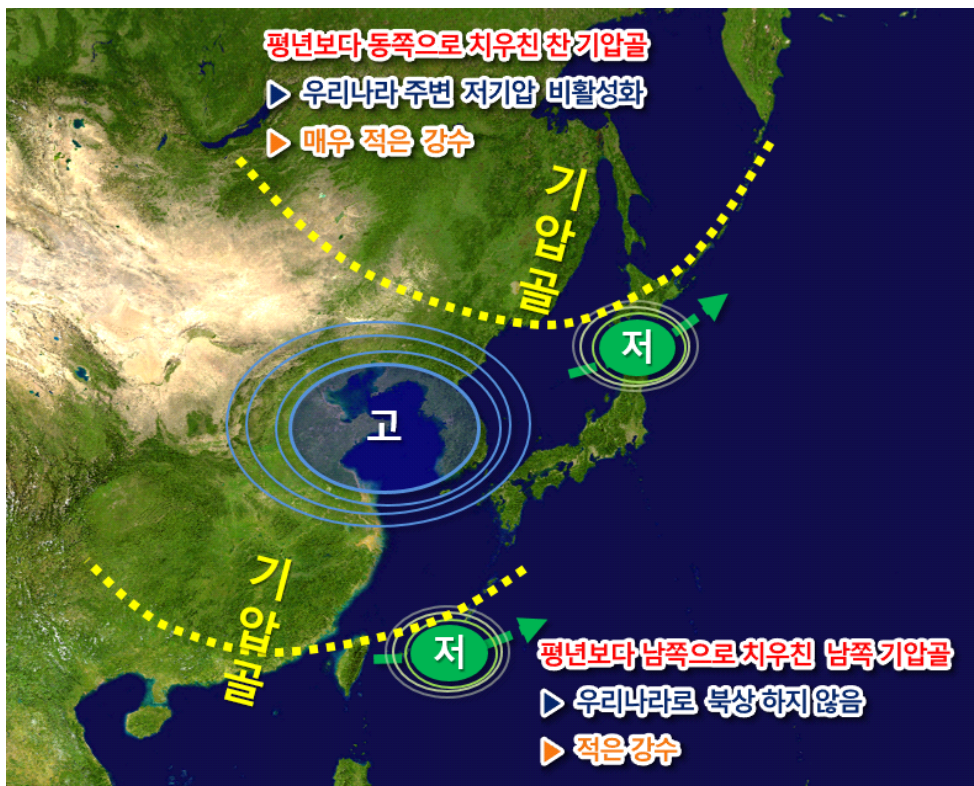 평년보다 동쪽으로 치우친 찬 기압골
▶ 우리나라 주변 저기압 비활성화
▶ 매우 적은 강수
기압골
저
고
기압골
저
평년보다 남쪽으로 치우친 남쪽 기압골
▶ 우리나라로 북상 하지 않음
▶ 적은 강수